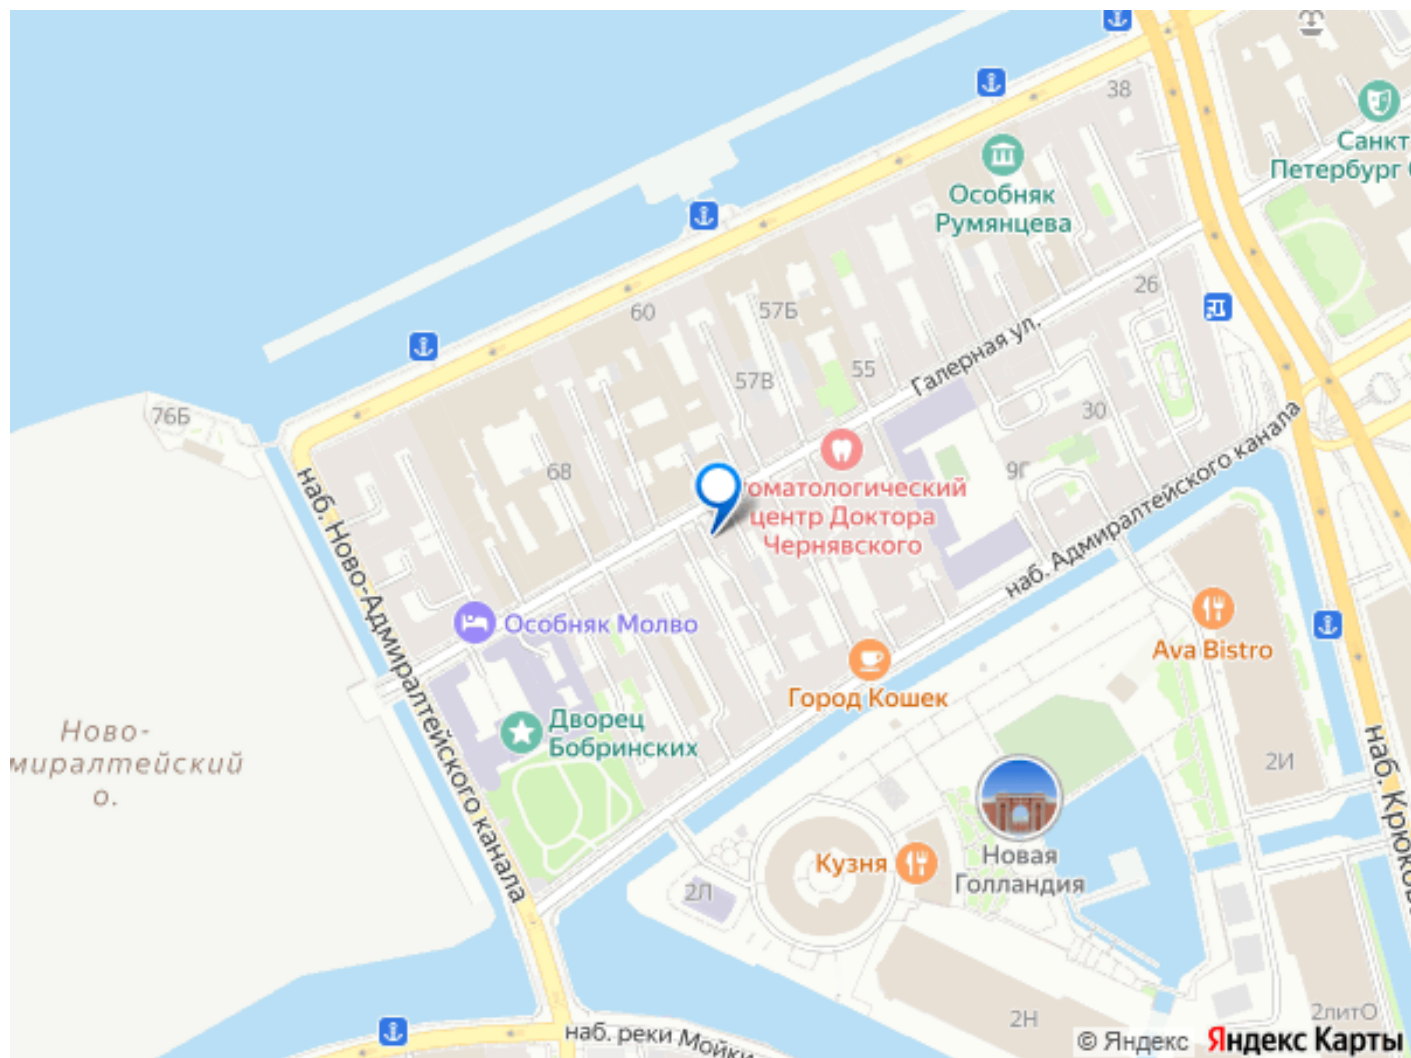 38
Санкт-
Петербург
Особняк
Румянцева
26
60
57Б
Галерная ул.
57В
55
76Б
30
68
9Г
наб. Адмиралтейского канала
оматологический
центр Доктора
Чернявского
наб. Ново-Адмиралтейского канала
Особняк Молво
Ava Bistro
Город Кошек
Дворец
Бобринских
Ново-
миралтейский
о.
2И
наб. Крюков
Новая
Голландия
Кузня
2Л
2Н
2литО
наб. реки Мойки
© Яндекс Яндекс Карты